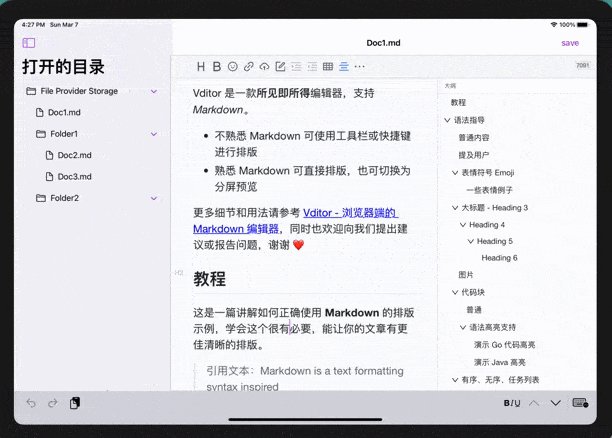 4:27 PM Sun Mar 7
100%
打开的目录
File Provider Storage
Doc1.md
Folder1
Doc2.md
Doc3.md
Folder2
Doc1.md
save
H B
7091
Vditor 是一款所见即所得编辑器，支持
Markdown。
• 不熟悉 Markdown 可使用工具栏或快捷键
进行排版
• 熟悉 Markdown 可直接排版，也可切换为
分屏预览
更多细节和用法请参考 Vditor - 浏览器端的
Markdown 编辑器，同时也欢迎向我们提出建
议或报告问题，谢谢 ❤️
H2
教程
这是一篇讲解如何正确使用 Markdown 的排版
示例，学会这个很有必要，能让你的文章有更
佳清晰的排版。
引用文本：Markdown is a text formatting
syntax inspired
大纲
教程
语法指导
普通内容
提及用户
表情符号 Emoji
一些表情例子
大标题 - Heading 3
Heading 4
Heading 5
Heading 6
图片
代码块
普通
语法高亮支持
演示 Go 代码高亮
演示 Java 高亮
有序、无序、任务列表
B/U